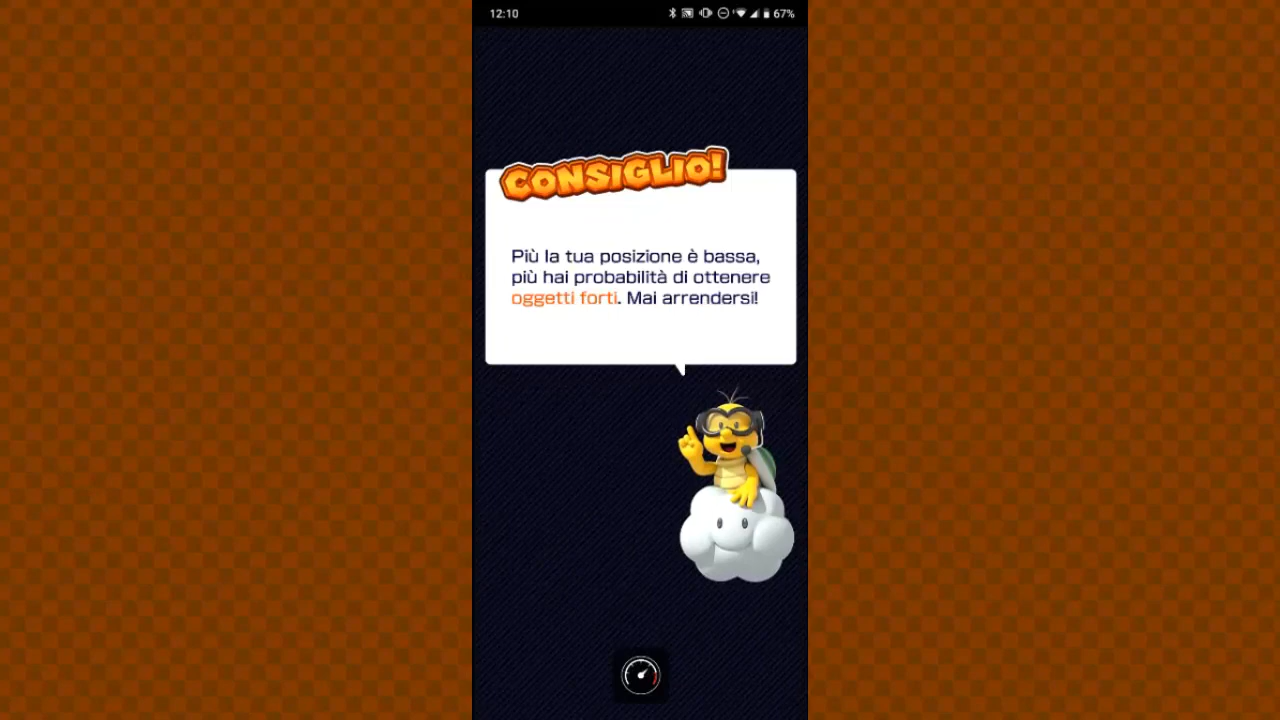 12:10
67%
CONSIGLIO!
Più la tua posizione è bassa,
più hai probabilità di ottenere
oggetti forti. Mai arrendersi!